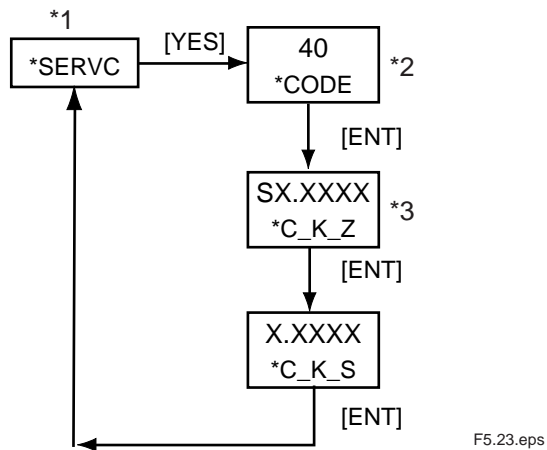 *1
[YES]
*SERVC
40
*CODE
*2
[ENT]
SX.XXXX
*C_K_Z
*3
[ENT]
X.XXXX
*C_K_S
[ENT]
F5.23.eps